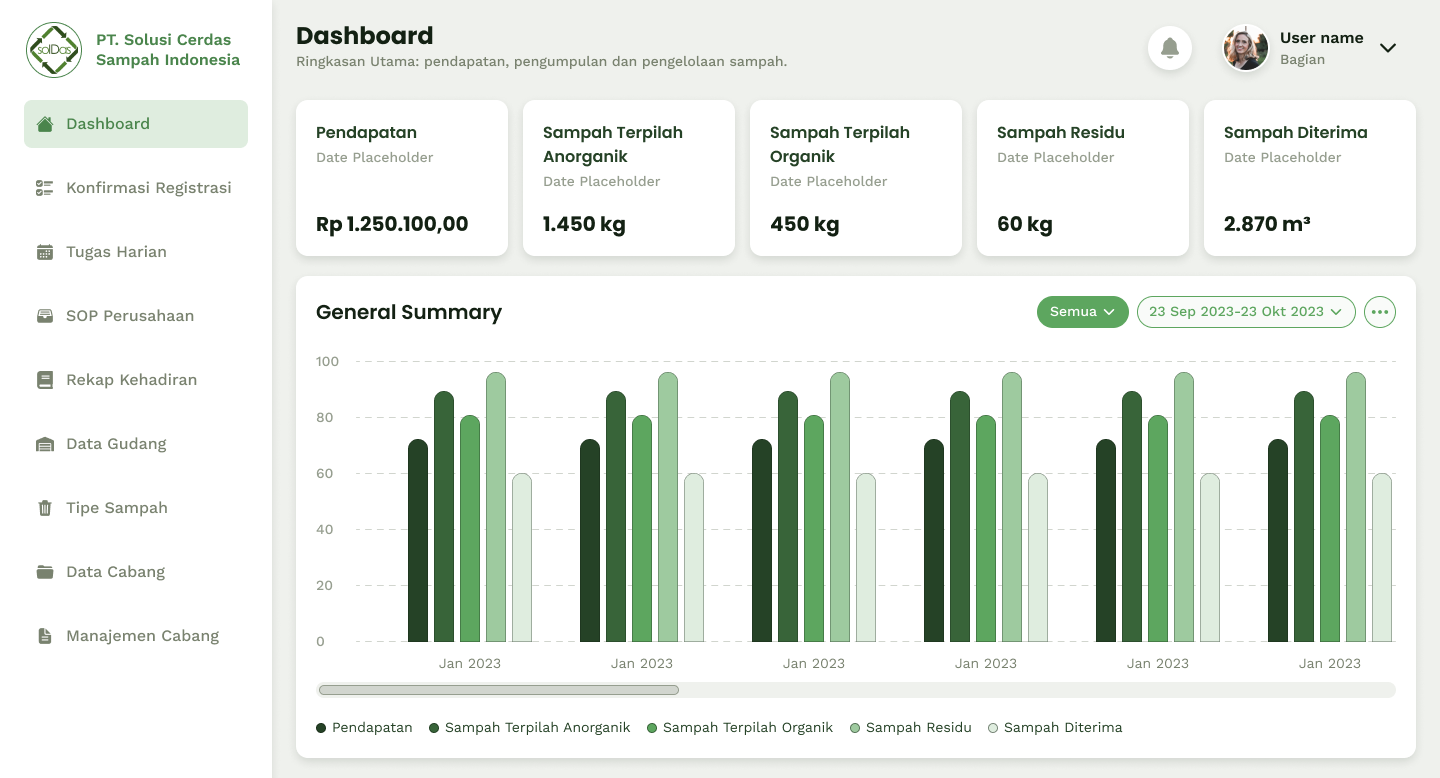 solDas
PT. Solusi Cerdas
Sampah Indonesia
Dashboard
Konfirmasi Registrasi
Tugas Harian
SOP Perusahaan
Rekap Kehadiran
Data Gudang
Tipe Sampah
Data Cabang
Manajemen Cabang
Dashboard
Ringkasan Utama: pendapatan, pengumpulan dan pengelolaan sampah.
User name
Bagian
Pendapatan
Date Placeholder
Rp 1.250.100,00
Sampah Terpilah
Anorganik
Date Placeholder
1.450 kg
Sampah Terpilah
Organik
Date Placeholder
450 kg
Sampah Residu
Date Placeholder
60 kg
Sampah Diterima
Date Placeholder
2.870 m³
General Summary
Semua
23 Sep 2023-23 Okt 2023
100
80
60
40
20
0
Jan 2023 Jan 2023 Jan 2023 Jan 2023 Jan 2023 Jan 2023
Pendapatan Sampah Terpilah Anorganik Sampah Terpilah Organik Sampah Residu Sampah Diterima